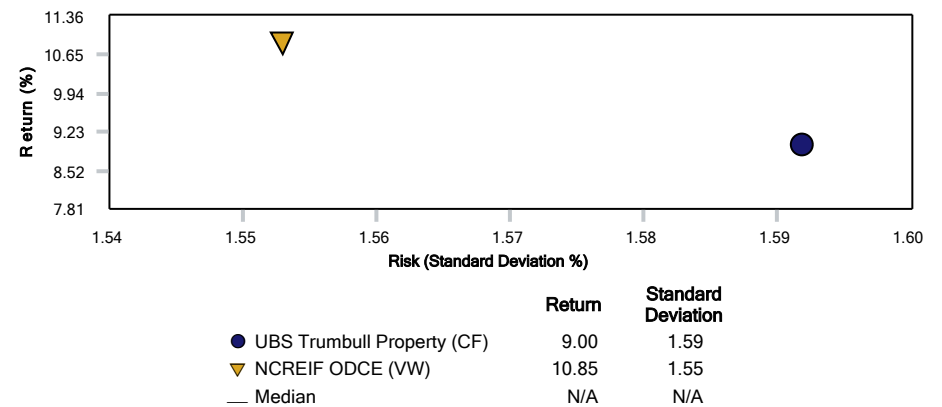 11.36
10.65
9.94
9.23
8.52
7.81
Return (%)
1.54 1.55 1.56 1.57 1.58 1.59 1.60
Risk (Standard Deviation %)
Return Standard Deviation
UBS Trumbull Property (CF) 9.00 1.59
NCREIF ODCE (VW) 10.85 1.55
Median N/A N/A